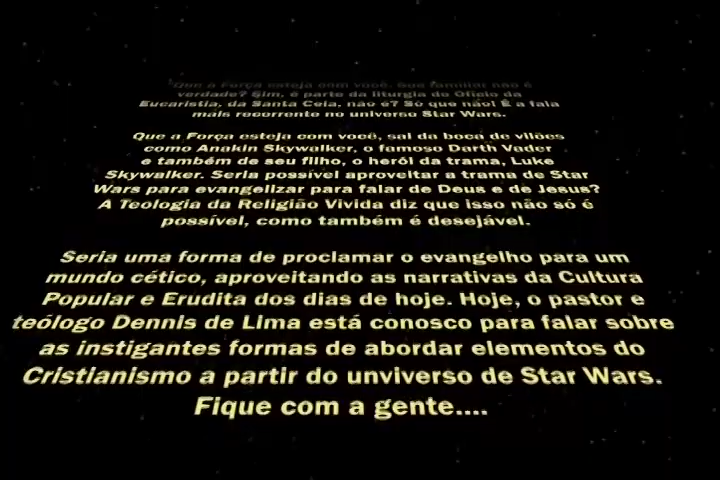 "Que a Força esteja com você. Que familiar não é
verdade? Sim, é parte da liturgia do Ofício da
Eucaristia, da Santa Ceia, não é? Só que não! É a fala
mais recorrente no universo Star Wars.
Que a Força esteja com você, sai da boca de vilões
como Anakin Skywalker, o famoso Darth Vader
e também de seu filho, o herói da trama, Luke
Skywalker. Seria possível aproveitar a trama de Star
Wars para evangelizar para falar de Deus e de Jesus?
A Teologia da Religião Vivida diz que isso não só é
possível, como também é desejável.
Seria uma forma de proclamar o evangelho para um
mundo cético, aproveitando as narrativas da Cultura
Popular e Erudita dos dias de hoje. Hoje, o pastor e
teólogo Dennis de Lima está conosco para falar sobre
as instigantes formas de abordar elementos do
Cristianismo a partir do unviverso de Star Wars.
Fique com a gente....